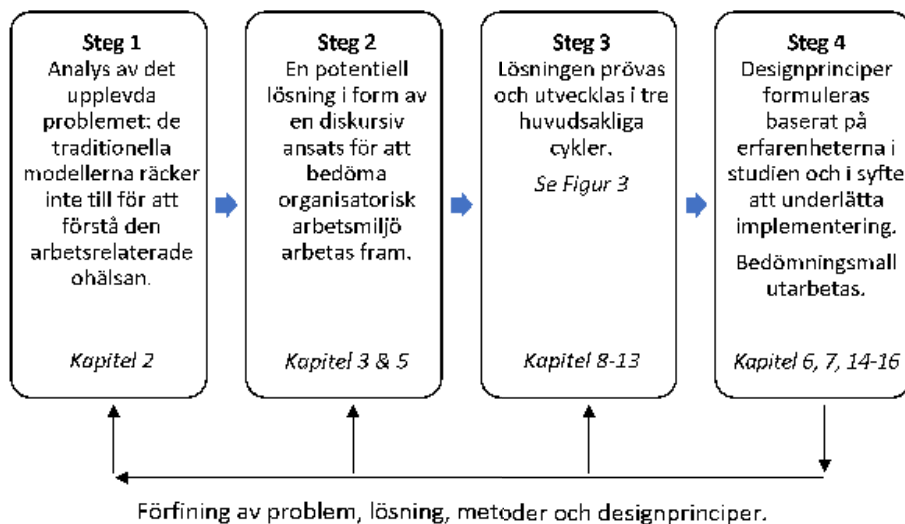 Steg 1
Analys av det
upplevda
problemet: de
traditionella
modellerna räcker
inte till för att
förstå den
arbetsrelaterade
ohälsan.
Kapitel 2
Steg 2
En potentiell
lösning i form av
en diskursiv
ansats för att
bedöma
organisatorisk
arbetsmiljö
arbetas fram.
Kapitel 3 & 5
Steg 3
Lösningen prövas
och utvecklas i tre
huvudsakliga
cykler.
Se Figur 3
Kapitel 8-13
Steg 4
Designprinciper
formuleras
baserat på
erfarenheterna i
studien och i syfte
att underlätta
implementering.
Bedömningsmall
utarbetas.
Kapitel 6, 7, 14-16
Förfining av problem, lösning, metoder och designprinciper.